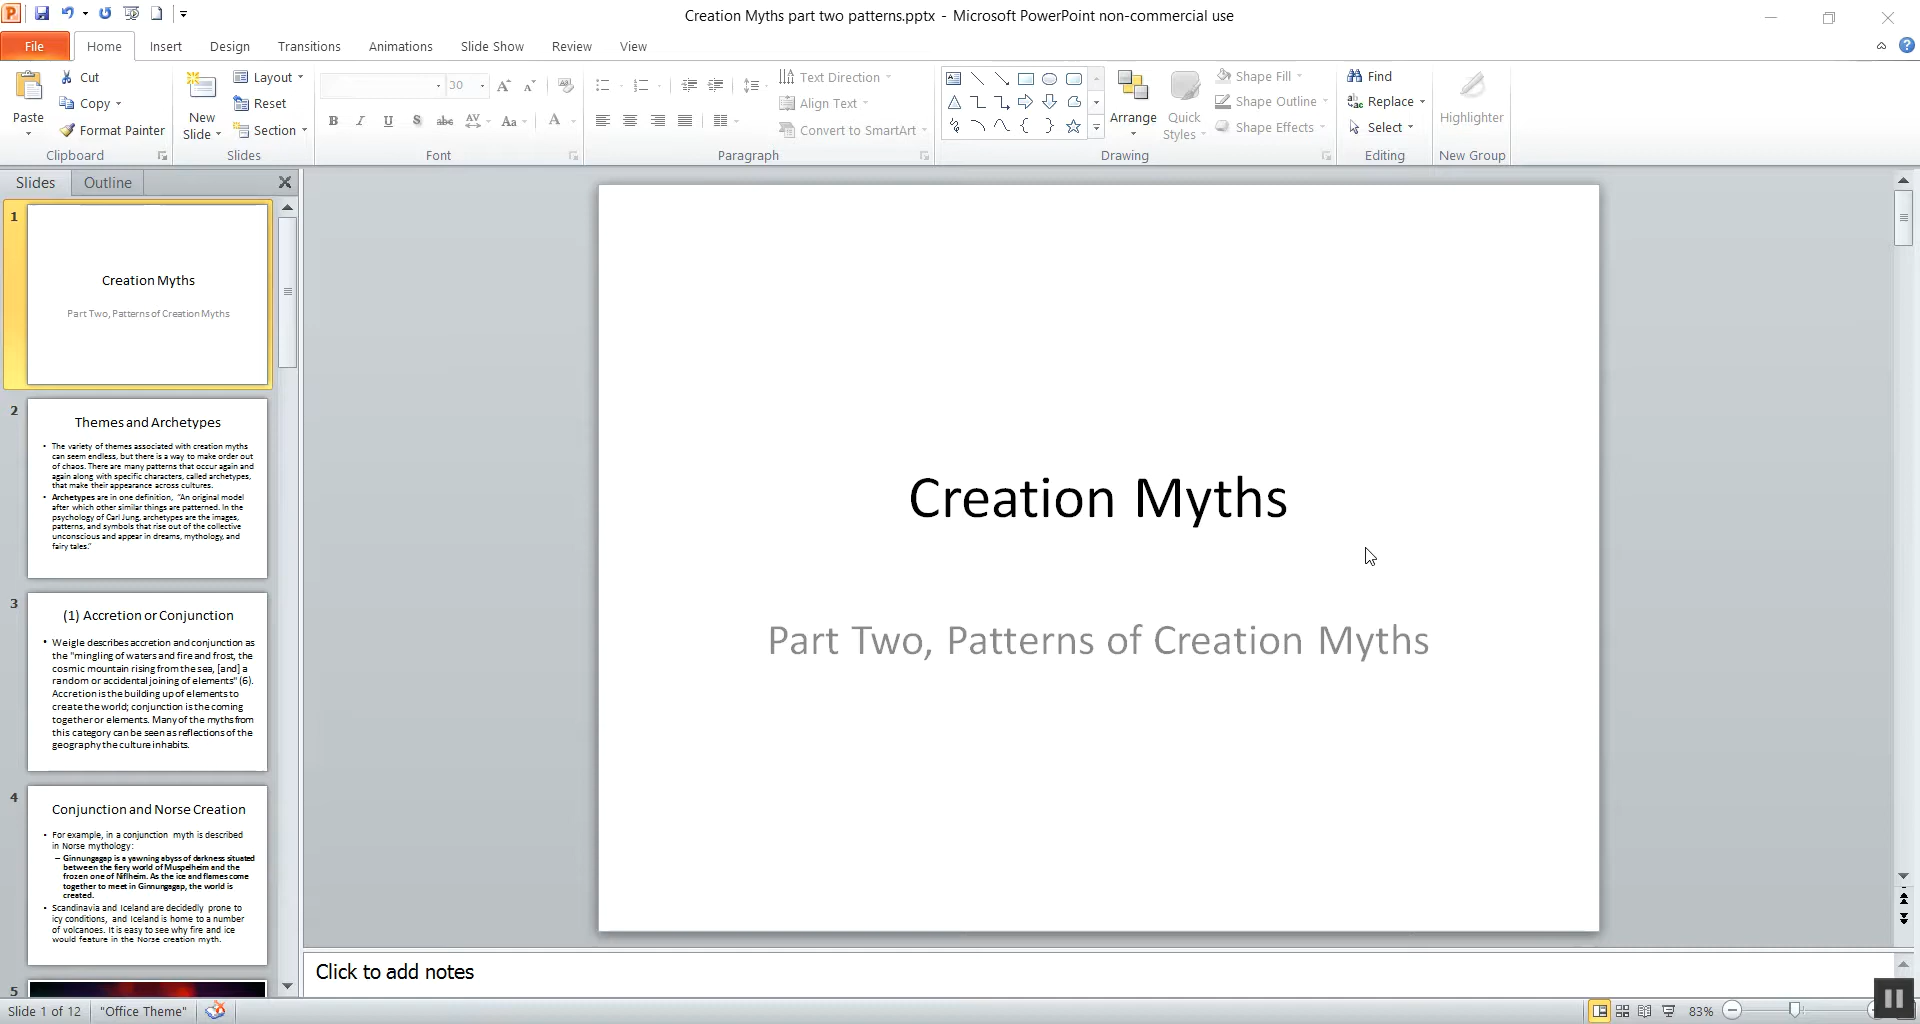 Creation Myths part two patterns.pptx - Microsoft PowerPoint non-commercial use
File Home Insert Design Transitions Animations Slide Show Review View
Paste
Cut
Copy
Format Painter
Clipboard
New
Slide
Layout
Reset
Section
Slides
30
B I U S abc AV Aa A
Font
Text Direction
Align Text
Convert to SmartArt
Paragraph
Arrange
Quick
Styles
Shape Fill
Shape Outline
Shape Effects
Drawing
Find
Replace
Select
Editing
Highlighter
New Group
Slides Outline
1
Creation Myths
Part Two, Patterns of Creation Myths
2
Themes and Archetypes
• The variety of themes associated with creation myths
can seem endless, but there is a way to make order out
of chaos. There are many patterns that occur again and
again along with specific characters, called archetypes,
that make their appearance across cultures.
• Archetypes are in one definition, "An original model
after which other similar things are patterned. In the
psychology of Carl Jung, archetypes are the images,
patterns, and symbols that rise out of the collective
unconscious and appear in dreams, mythology, and
fairy tales."
3
(1) Accretion or Conjunction
• Weigle describes accretion and conjunction as
the "mingling of waters and fire and frost, the
cosmic mountain rising from the sea, [and] a
random or accidental joining of elements" (6).
Accretion is the building up of elements to
create the world; conjunction is the coming
together or elements. Many of the myths from
this category can be seen as reflections of the
geography the culture inhabits.
4
Conjunction and Norse Creation
• For example, in a conjunction myth is described
in Norse mythology:
– Ginnungagap is a yawning abyss of darkness situated
between the fiery world of Muspelheim and the
frozen one of Niflheim. As the ice and flames come
together to meet in Ginnungagap, the world is
created.
• Scandinavia and Iceland are decidedly prone to
icy conditions, and Iceland is home to a number
of volcanoes. It is easy to see why fire and ice
would feature in the Norse creation myth.
5
Creation Myths
Part Two, Patterns of Creation Myths
Click to add notes
Slide 1 of 12 "Office Theme" 83%